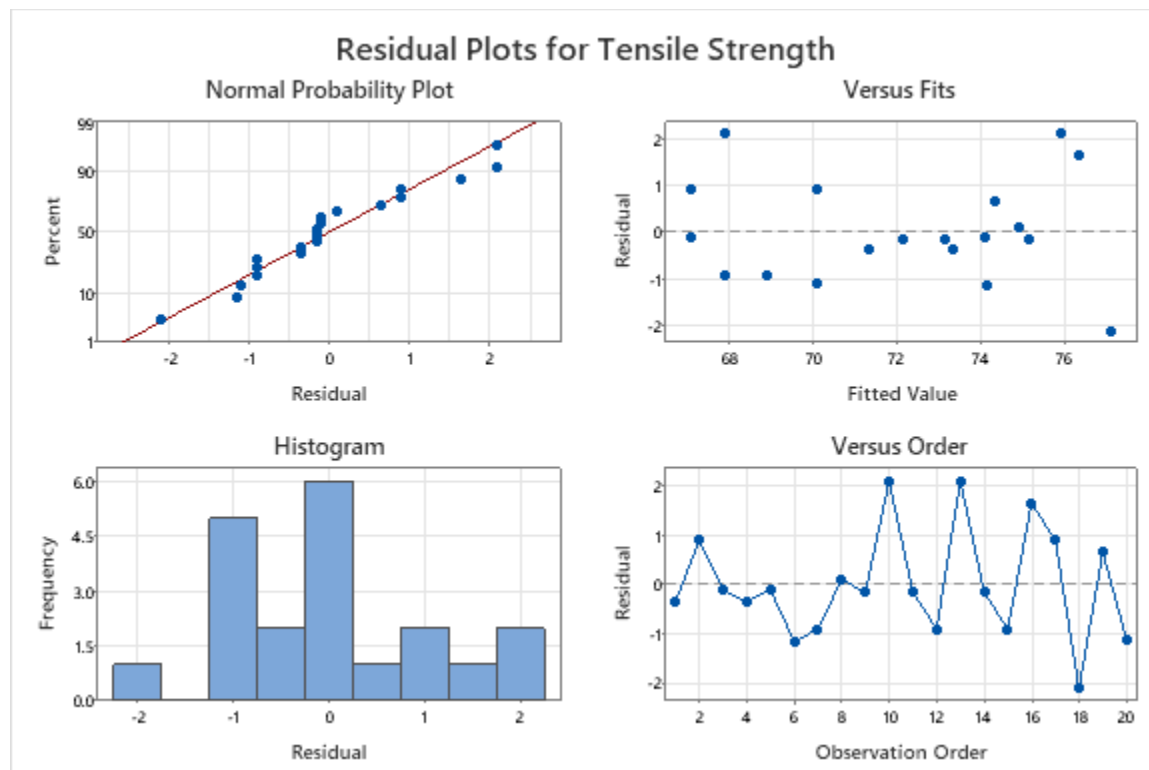 Residual Plots for Tensile Strength
Normal Probability Plot
99
90
50
10
1
Percent
-2 -1 0 1 2
Residual
Versus Fits
2
1
0
-1
-2
Residual
68 70 72 74 76
Fitted Value
Histogram
6.0
4.5
3.0
1.5
0.0
Frequency
-2 -1 0 1 2
Residual
Versus Order
2
1
0
-1
-2
Residual
2 4 6 8 10 12 14 16 18 20
Observation Order